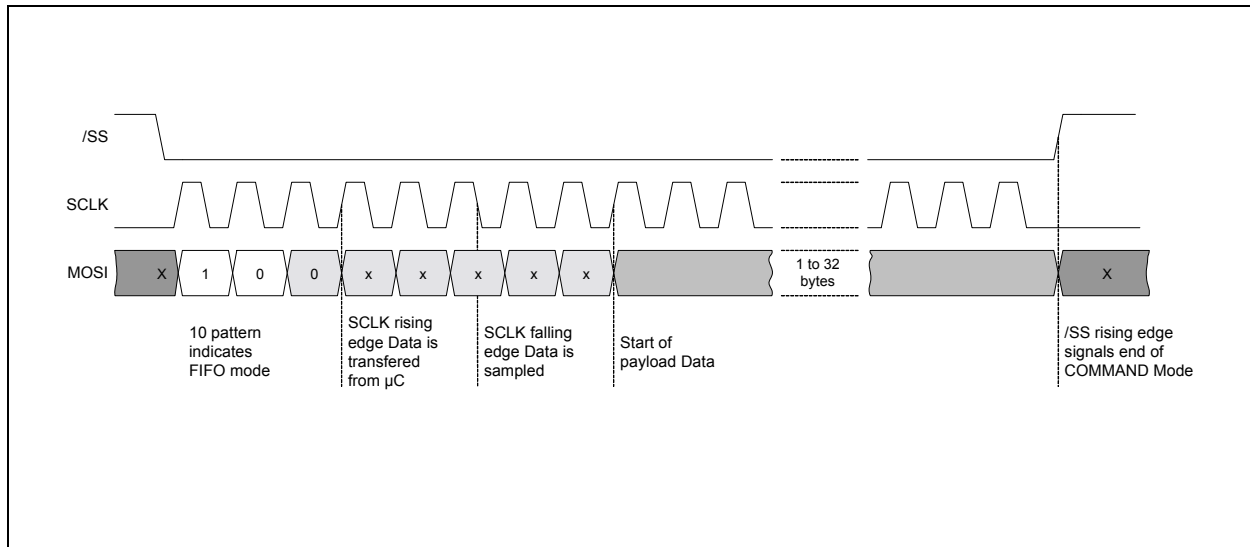 /SS
SCLK
MOSI
X
1
0
0
x
x
x
x
x
1 to 32
bytes
X
10 pattern
indicates
FIFO mode
SCLK rising
edge Data is
transfered
from µC
SCLK falling
edge Data is
sampled
Start of
payload Data
/SS rising edge
signals end of
COMMAND Mode